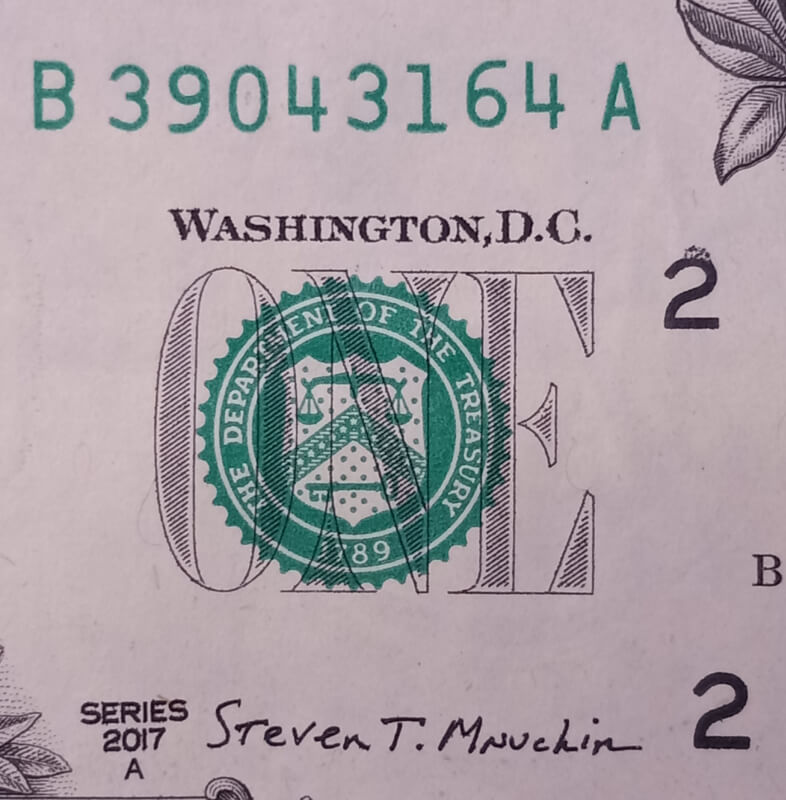 B 39043164 A
WASHINGTON, D.C.
2
ONE
THE DEPARTMENT OF THE TREASURY
1789
B
SERIES
2017
A
Steven T. Mnuchin
2